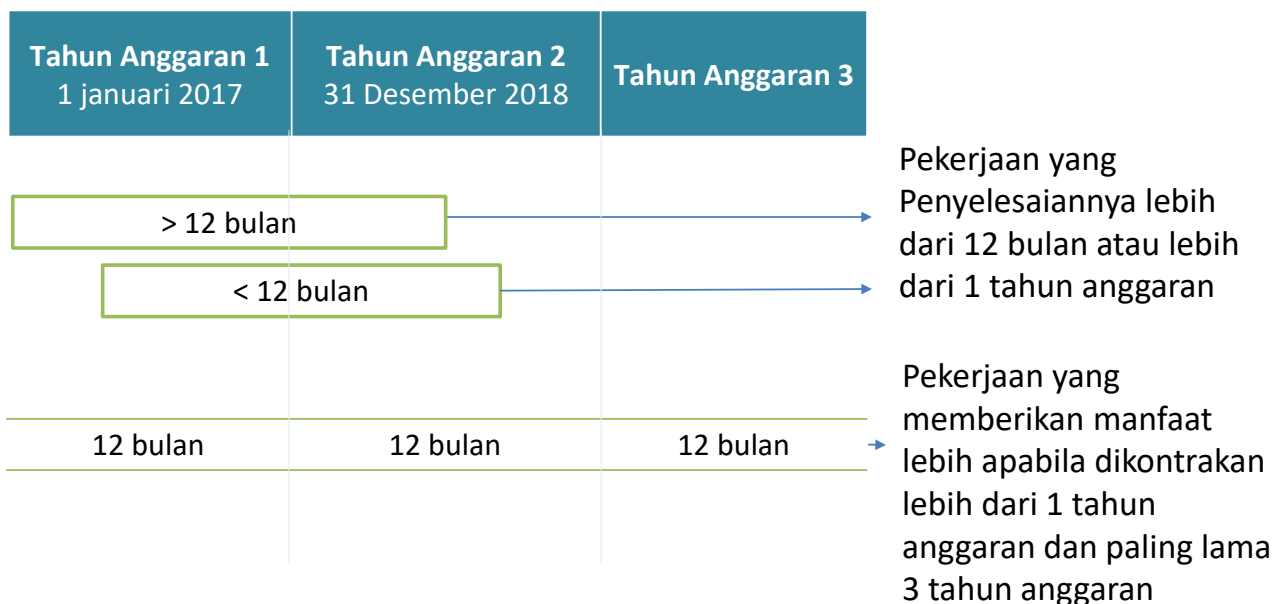 Tahun Anggaran 1
1 januari 2017
Tahun Anggaran 2
31 Desember 2018
Tahun Anggaran 3
> 12 bulan
< 12 bulan
Pekerjaan yang
Penyelesaiannya lebih
dari 12 bulan atau lebih
dari 1 tahun anggaran
12 bulan
12 bulan
12 bulan
Pekerjaan yang
memberikan manfaat
lebih apabila dikontrakan
lebih dari 1 tahun
anggaran dan paling lama
3 tahun anggaran